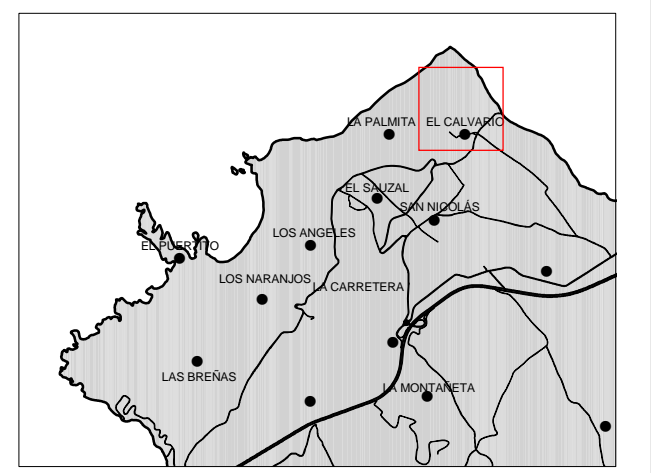 LA PALMITA
EL CALVARIO
EL SAUZAL
SAN NICOLÁS
LOS ANGELES
EL PUERTITO
LOS NARANJOS
LA CARRETERA
LAS BREÑAS
LA MONTAÑETA